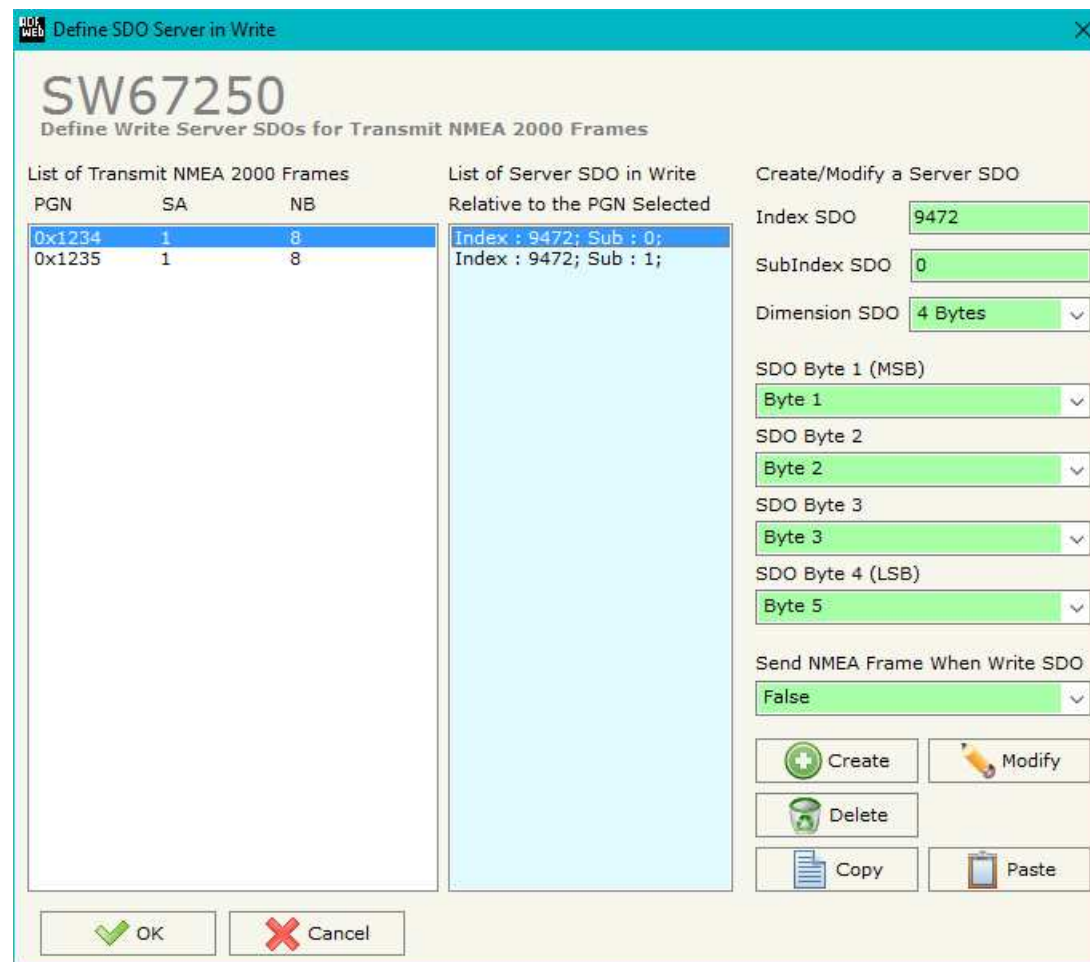 ADF
WEB
Define SDO Server in Write
SW67250
Define Write Server SDOs for Transmit NMEA 2000 Frames
List of Transmit NMEA 2000 Frames
PGN SA NB
0x1234 1 8
0x1235 1 8
List of Server SDO in Write
Relative to the PGN Selected
Index : 9472; Sub : 0;
Index : 9472; Sub : 1;
Create/Modify a Server SDO
Index SDO 9472
SubIndex SDO 0
Dimension SDO 4 Bytes
SDO Byte 1 (MSB)
Byte 1
SDO Byte 2
Byte 2
SDO Byte 3
Byte 3
SDO Byte 4 (LSB)
Byte 5
Send NMEA Frame When Write SDO
False
Create Modify
Delete
Copy Paste
OK Cancel